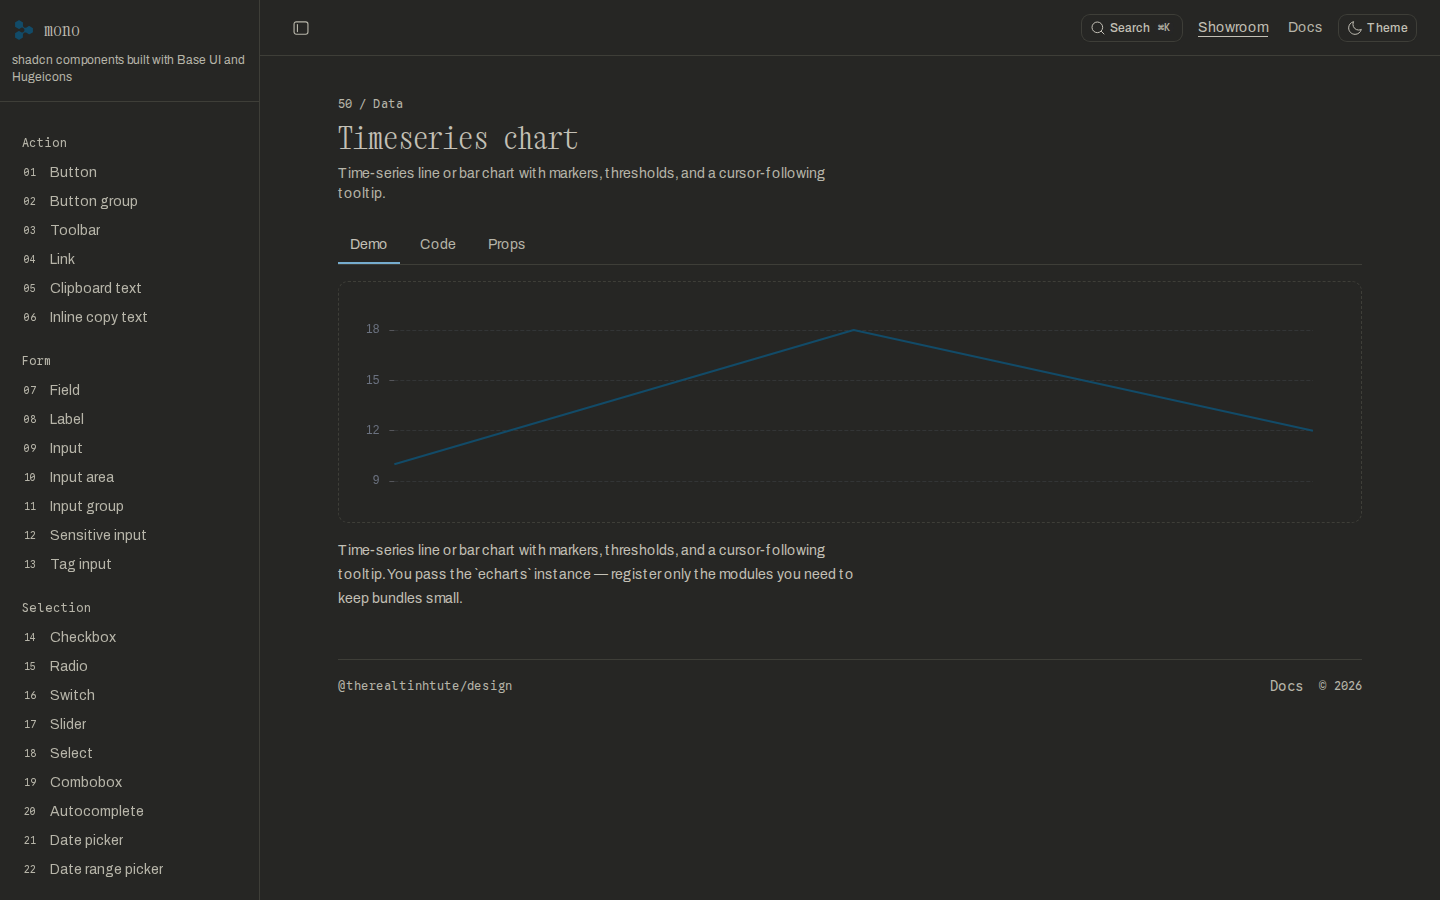 mono
shadcn components built with Base UI and
Hugeicons
Action
01 Button
02 Button group
03 Toolbar
04 Link
05 Clipboard text
06 Inline copy text
Form
07 Field
08 Label
09 Input
10 Input area
11 Input group
12 Sensitive input
13 Tag input
Selection
14 Checkbox
15 Radio
16 Switch
17 Slider
18 Select
19 Combobox
20 Autocomplete
21 Date picker
22 Date range picker
Search ⌘K Showroom Docs Theme
50 / Data
Timeseries chart
Time-series line or bar chart with markers, thresholds, and a cursor-following
tooltip.
Demo Code Props
18
15
12
9
Time-series line or bar chart with markers, thresholds, and a cursor-following
tooltip. You pass the `echarts` instance — register only the modules you need to
keep bundles small.
@therealtinhtute/design Docs © 2026